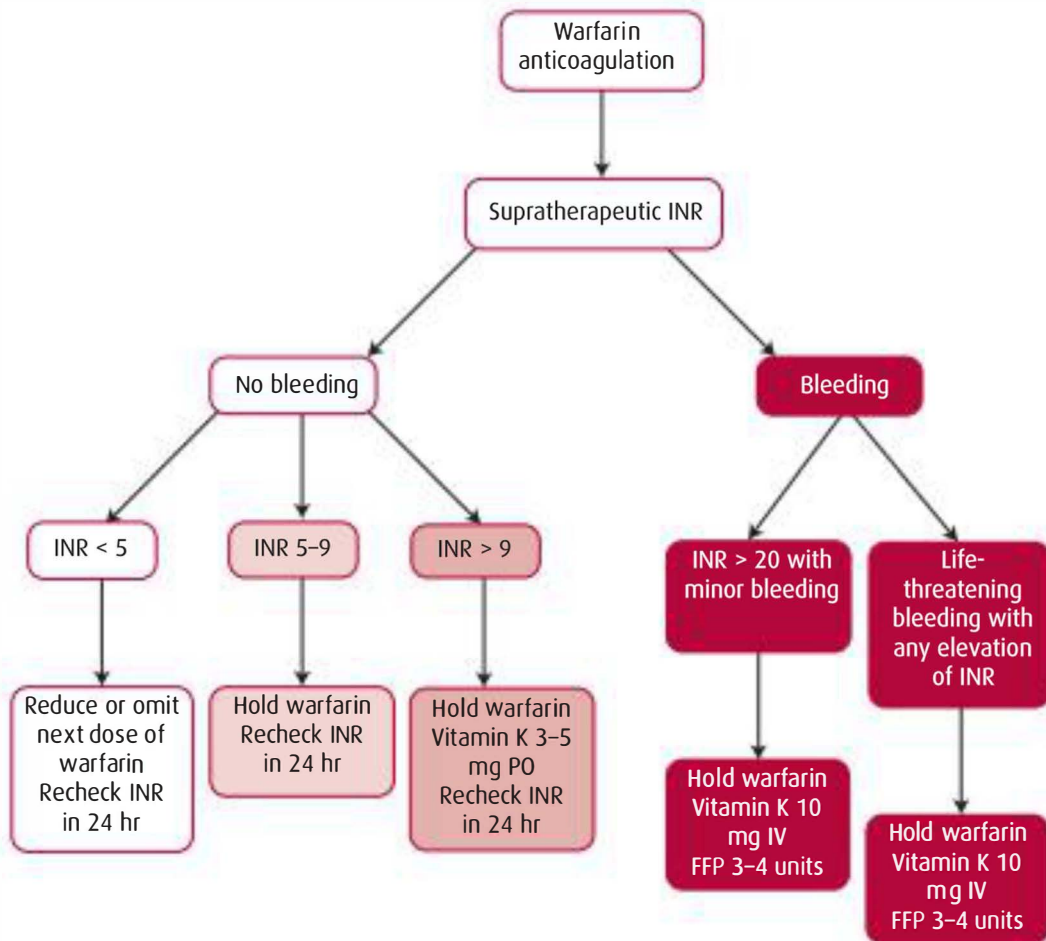 Warfarin
anticoagulation
Supratherapeutic INR
No bleeding
Bleeding
INR < 5
INR 5–9
INR > 9
INR > 20 with
minor bleeding
Life-
threatening
bleeding with
any elevation
of INR
Reduce or omit
next dose of
warfarin
Recheck INR
in 24 hr
Hold warfarin
Recheck INR
in 24 hr
Hold warfarin
Vitamin K 3–5
mg PO
Recheck INR
in 24 hr
Hold warfarin
Vitamin K 10
mg IV
FFP 3–4 units
Hold warfarin
Vitamin K 10
mg IV
FFP 3–4 units